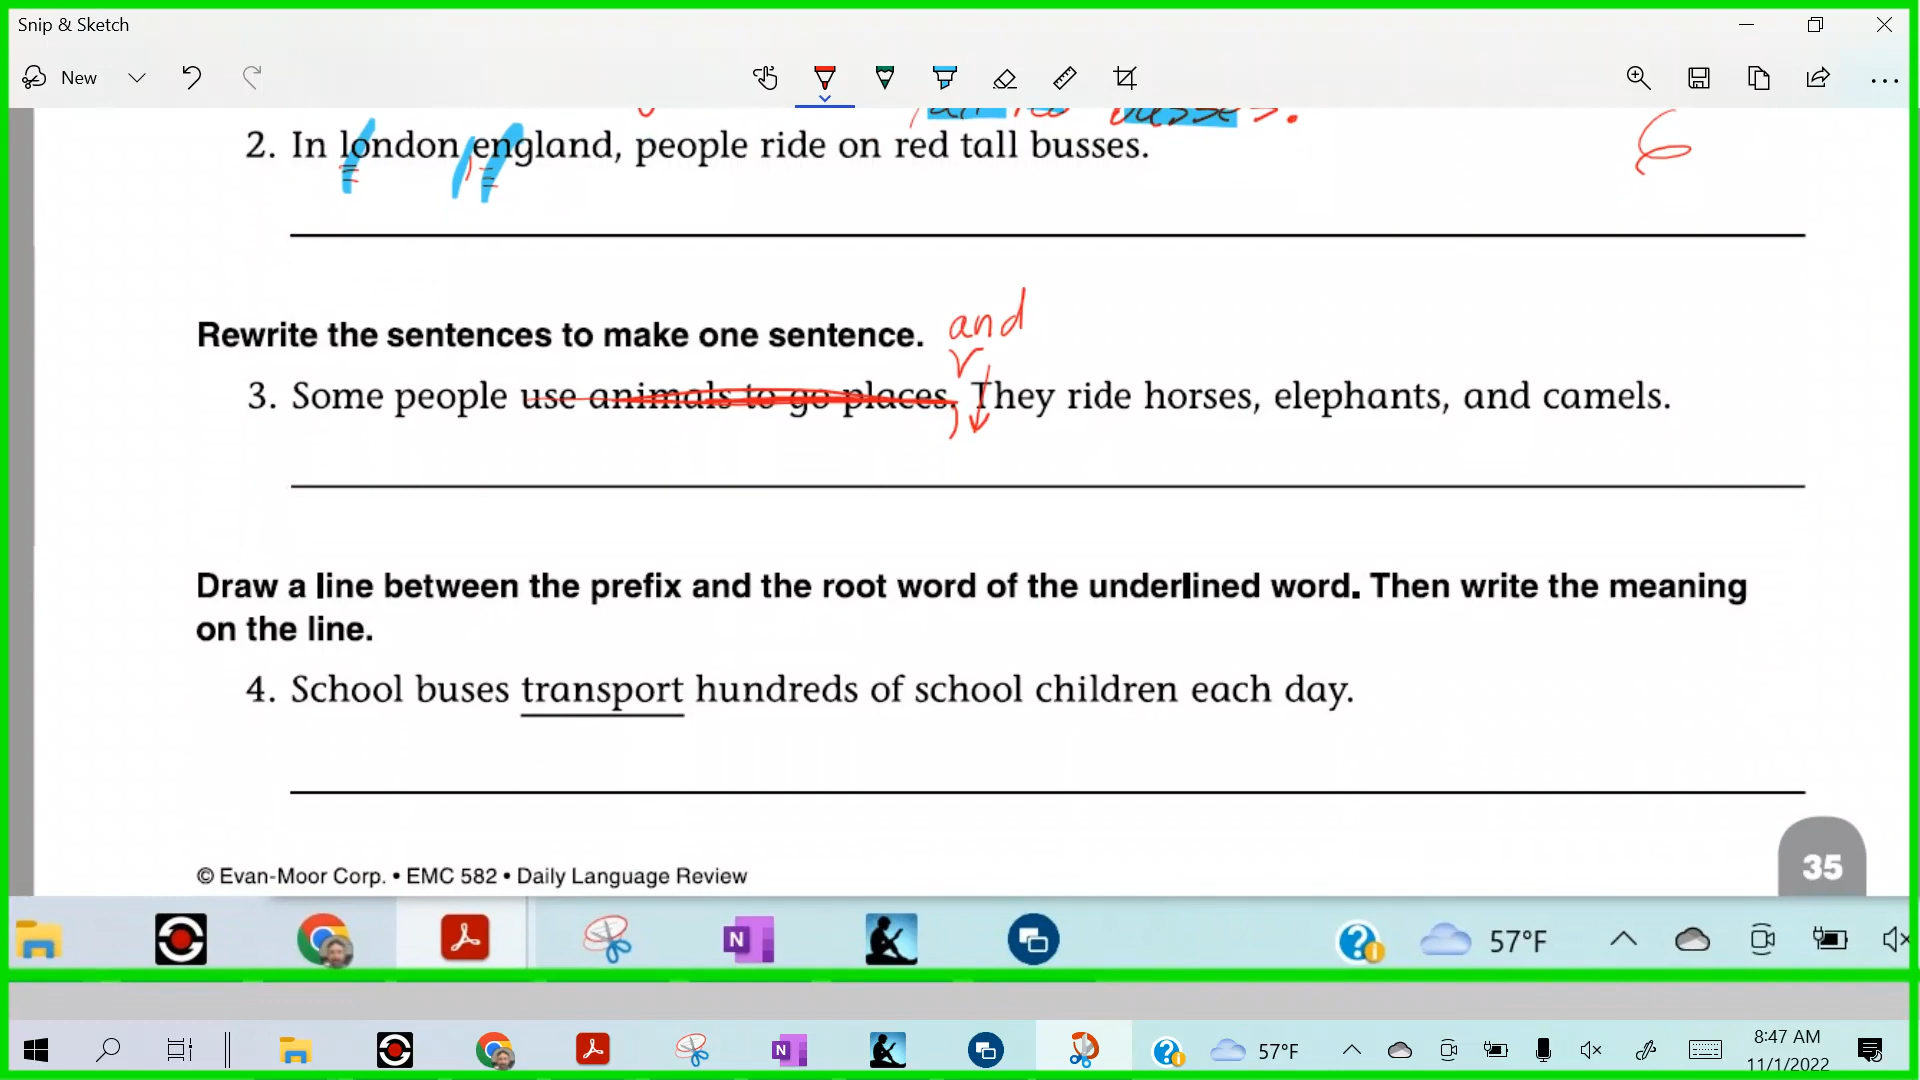 Snip & Sketch
New
busses.
2. In london england, people ride on red tall busses.
6
Rewrite the sentences to make one sentence.
and
3. Some people use animals to go places. They ride horses, elephants, and camels.
Draw a line between the prefix and the root word of the underlined word. Then write the meaning
on the line.
4. School buses transport hundreds of school children each day.
© Evan-Moor Corp. • EMC 582 • Daily Language Review
35
57°F
57°F
8:47 AM
11/1/2022